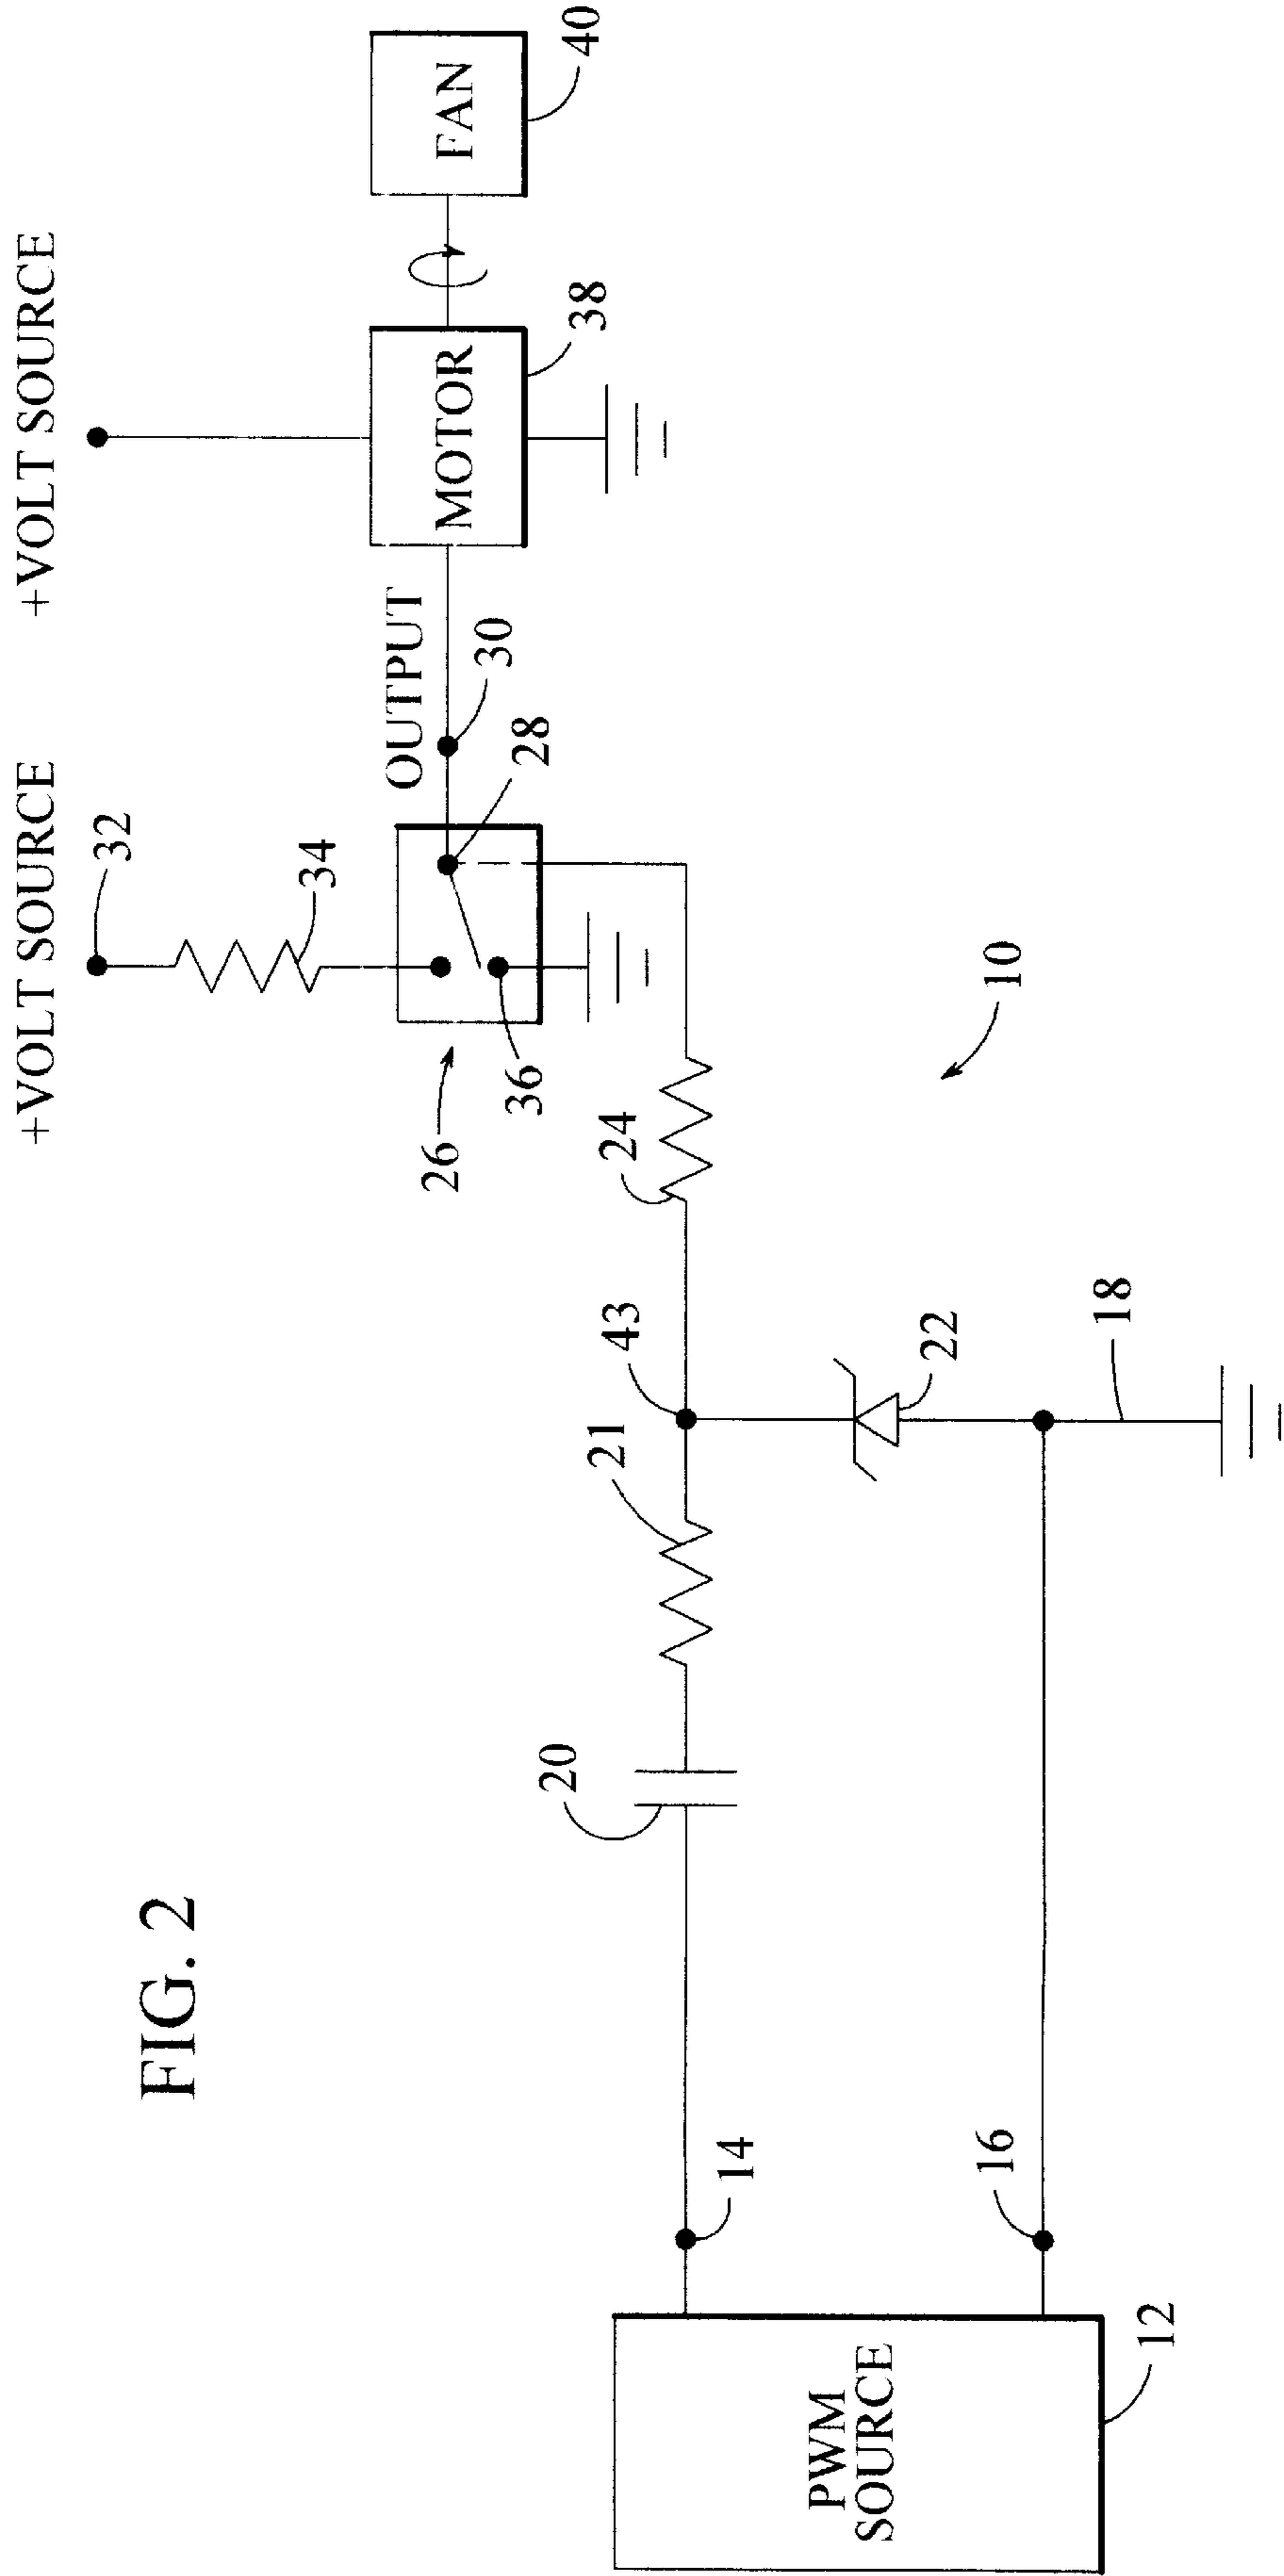 FIG. 2
+VOLT SOURCE
+VOLT SOURCE
32
34
OUTPUT
30
28
MOTOR
38
FAN
40
26
36
24
43
21
20
22
18
10
14
16
PWM
SOURCE
12